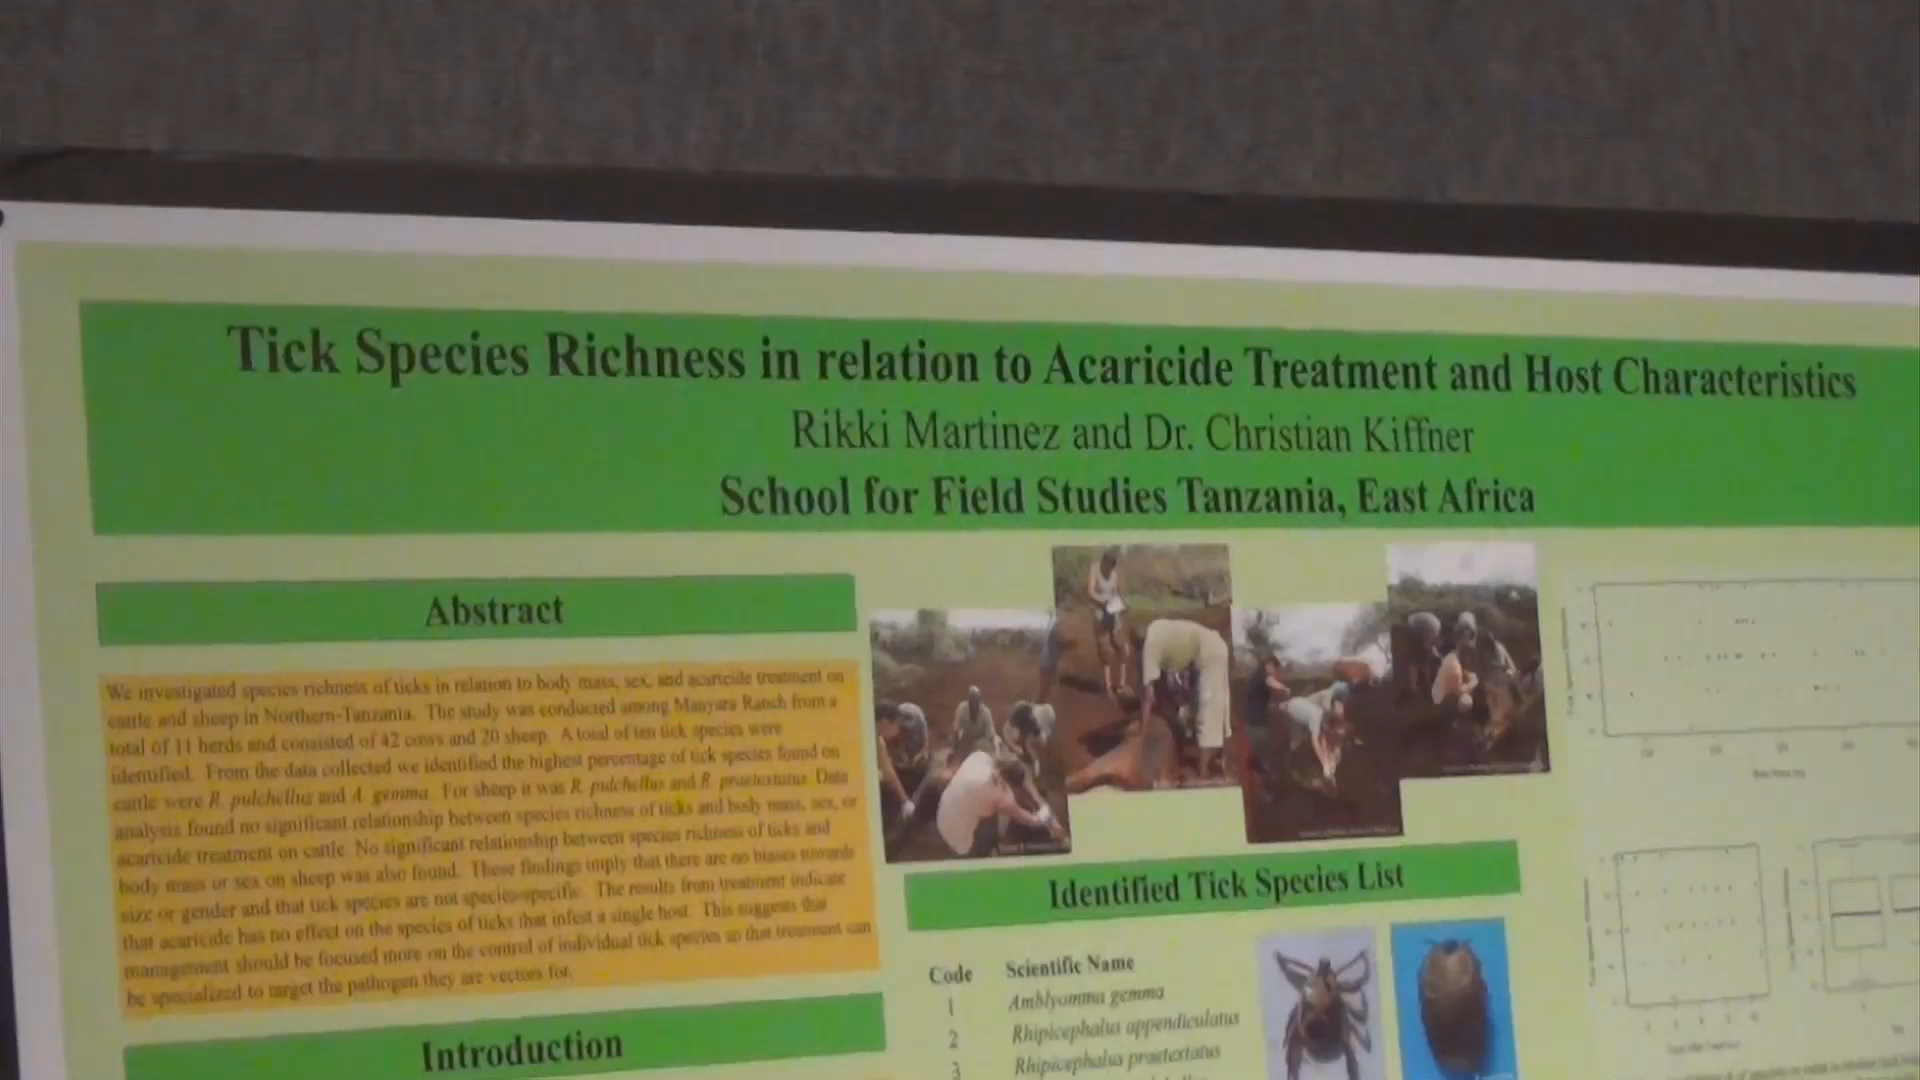 Tick Species Richness in relation to Acaricide Treatment and Host Characteristics
Rikki Martinez and Dr. Christian Kiffner
School for Field Studies Tanzania, East Africa
Abstract
We investigated species richness of ticks in relation to body mass, sex, and acaricide treatment on
cattle and sheep in Northern-Tanzania. The study was conducted among Manyara Ranch from a
total of 11 herds and consisted of 42 cows and 20 sheep. A total of ten tick species were
identified. From the data collected we identified the highest percentage of tick species found on
cattle were R. pulchellus and A. gemma. For sheep it was R. pulchellus and R. praetextatus. Data
analysis found no significant relationship between species richness of ticks and body mass, sex, or
acaricide treatment on cattle. No significant relationship between species richness of ticks and
body mass or sex on sheep was also found. These findings imply that there are no biases towards
size or gender and that tick species are not species-specific. The results from treatment indicate
that acaricide has no effect on the species of ticks that infest a single host. This suggests that
management should be focused more on the control of individual tick species so that treatment can
be specialized to target the pathogen they are vectors for.
Introduction
Identified Tick Species List
Code Scientific Name
1 Amblyomma gemma
2 Rhipicephalus appendiculatus
3 Rhipicephalus praetextatus